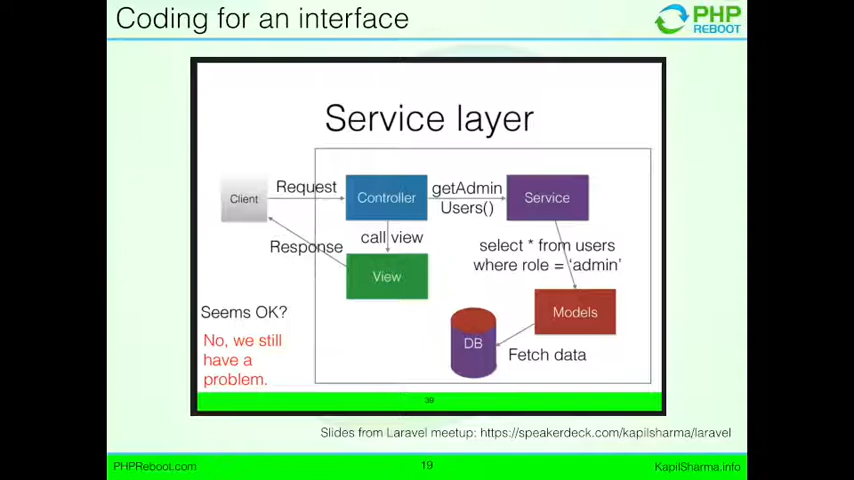 Coding for an interface
PHP
REBOOT
Service layer
Client
Request
Controller
getAdmin
Users()
Service
Response
call view
View
select * from users
where role = ‘admin’
Models
DB
Fetch data
Seems OK?
No, we still
have a
problem.
39
Slides from Laravel meetup: https://speakerdeck.com/kapilsharma/laravel
PHPReboot.com
19
KapilSharma.info